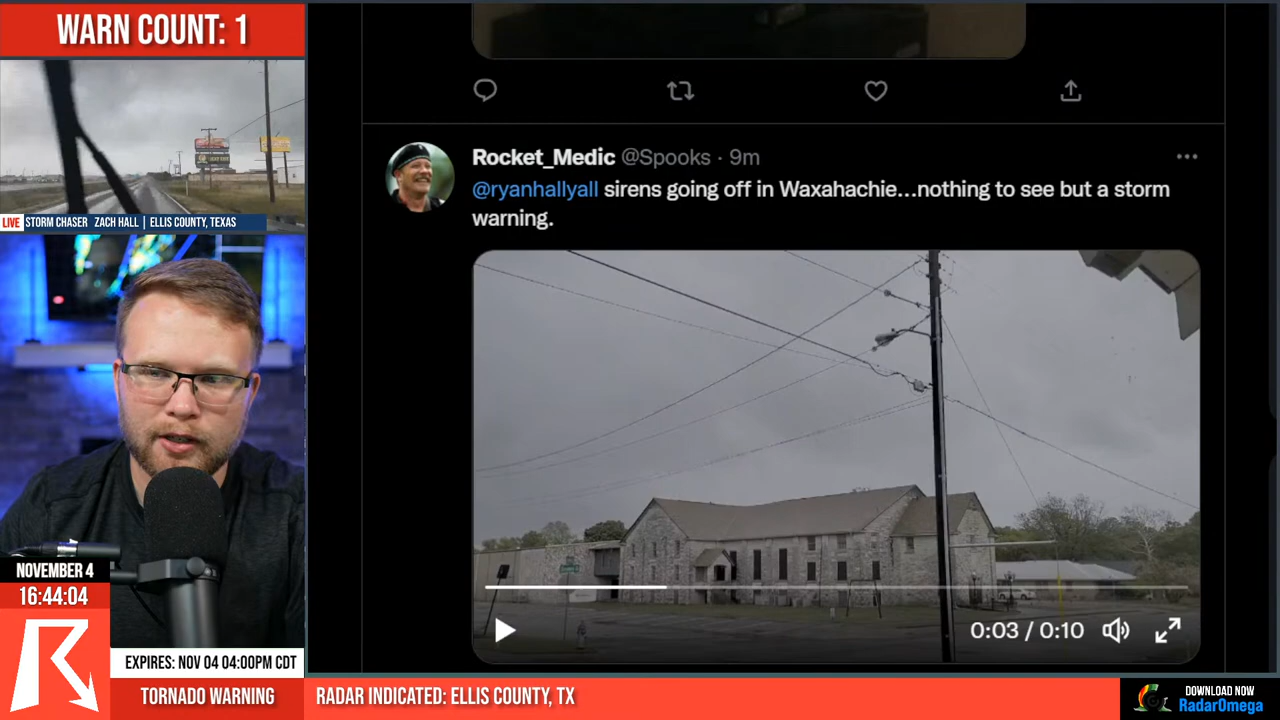 WARN COUNT: 1
LIVE STORM CHASER ZACH HALL | ELLIS COUNTY, TEXAS
Rocket_Medic @Spooks · 9m
@ryanhallyall sirens going off in Waxahachie...nothing to see but a storm
warning.
0:03 / 0:10
NOVEMBER 4
16:44:04
EXPIRES: NOV 04 04:00PM CDT
TORNADO WARNING
RADAR INDICATED: ELLIS COUNTY, TX
DOWNLOAD NOW
RadarOmega